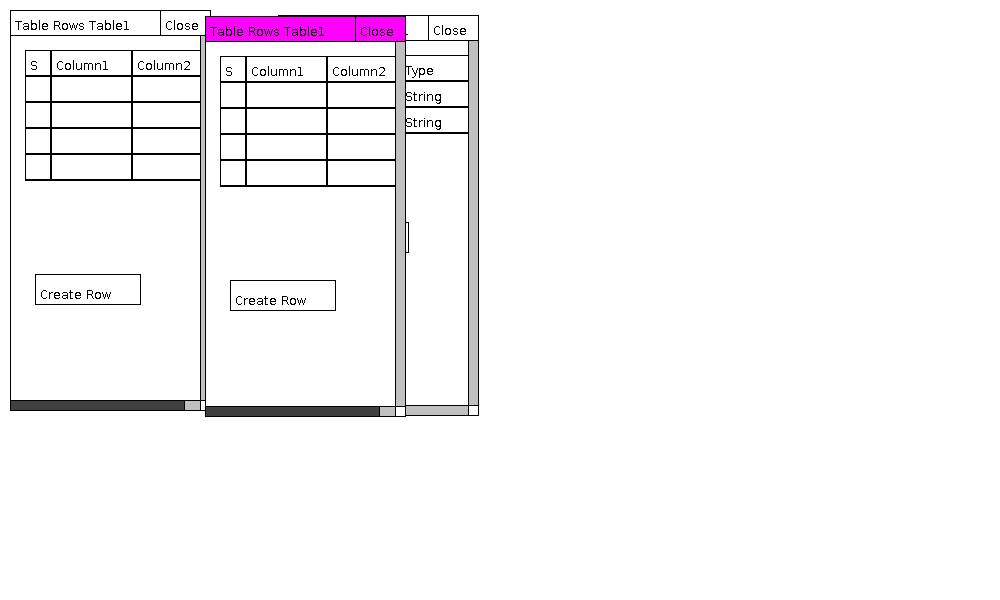 Table Rows Table1 Close
S Column1 Column2
Create Row
Table Rows Table1 Close
S Column1 Column2
Create Row
Close
Type
String
String